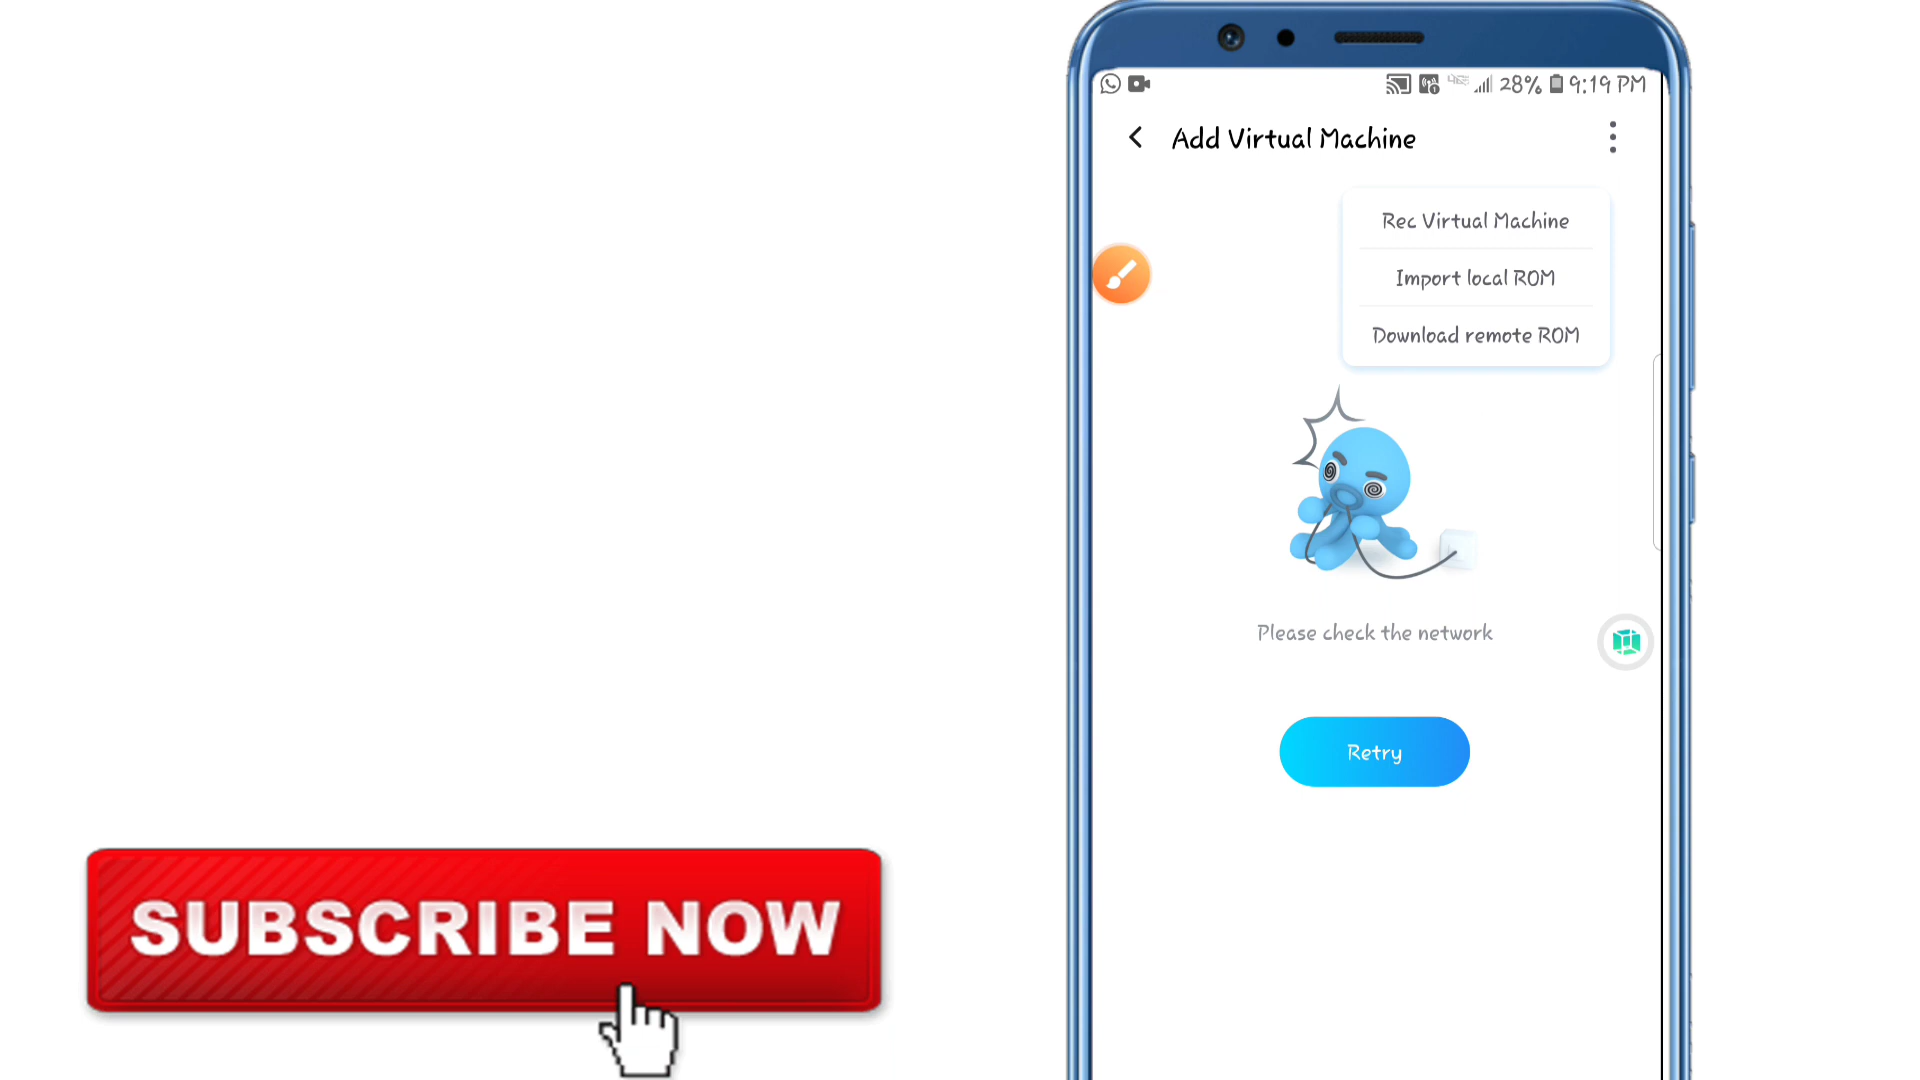 28% 9:19 PM
Add Virtual Machine
Rec Virtual Machine
Import local ROM
Download remote ROM
Please check the network
Retry
SUBSCRIBE NOW